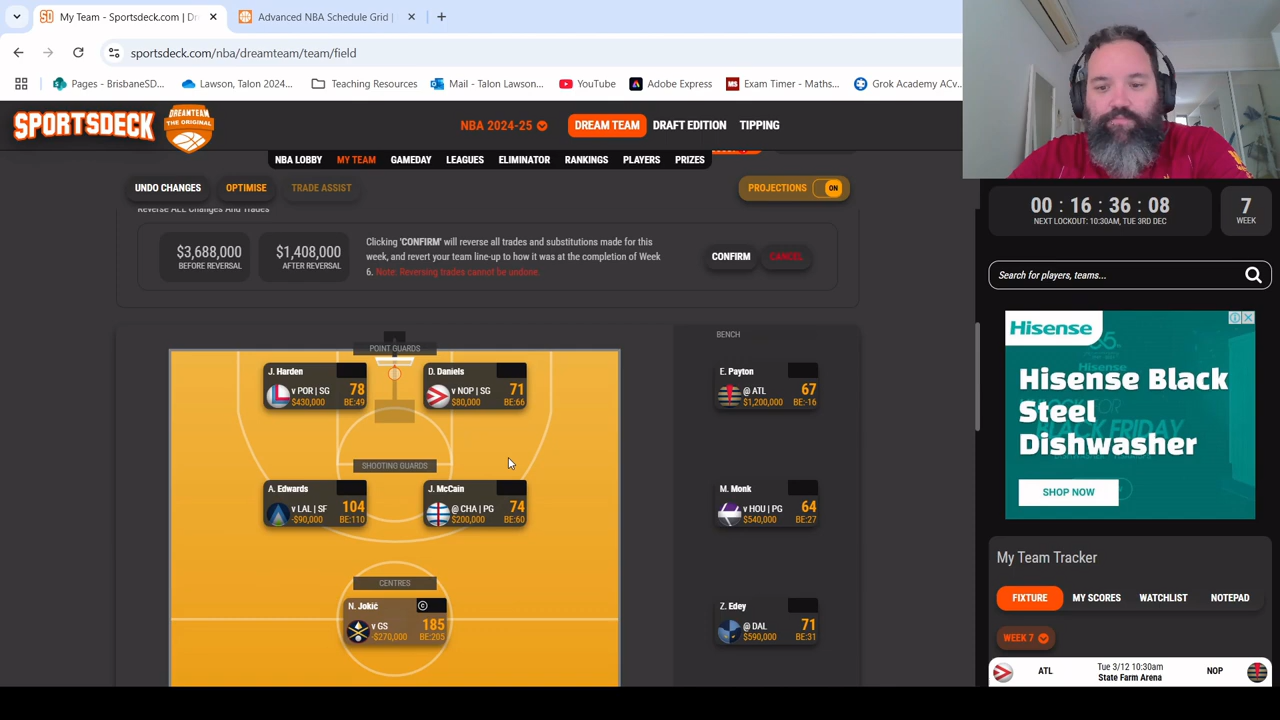 My Team - Sportsdeck.com | Dr
Advanced NBA Schedule Grid |
sportsdeck.com/nba/dreamteam/team/field
Pages - BrisbaneSD...
Lawson, Talon 2024...
Teaching Resources
Mail - Talon Lawson...
YouTube
Adobe Express
Exam Timer - Maths...
Grok Academy ACv...
SPORTSDECK
DREAMTEAM
THE ORIGINAL
NBA 2024-25
DREAM TEAM
DRAFT EDITION
TIPPING
NBA LOBBY
MY TEAM
GAMEDAY
LEAGUES
ELIMINATOR
RANKINGS
PLAYERS
PRIZES
UNDO CHANGES
OPTIMISE
TRADE ASSIST
PROJECTIONS
ON
00 : 16 : 36 : 08
NEXT LOCKOUT: 10:30AM, TUE 3RD DEC
7
WEEK
Reverse ALL Changes And Trades
$3,688,000
BEFORE REVERSAL
$1,408,000
AFTER REVERSAL
Clicking 'CONFIRM' will reverse all trades and substitutions made for this
week, and revert your team line-up to how it was at the completion of Week
6. Note: Reversing trades cannot be undone.
CONFIRM
CANCEL
Search for players, teams...
POINT GUARDS
BENCH
J. Harden
v POR | SG
78
$430,000
BE:49
D. Daniels
v NOP | SG
71
$80,000
BE:66
E. Payton
@ ATL
67
$1,200,000
BE:-16
SHOOTING GUARDS
A. Edwards
v LAL | SF
104
-$90,000
BE:110
J. McCain
@ CHA | PG
74
$200,000
BE:60
M. Monk
v HOU | PG
64
$540,000
BE:27
CENTRES
N. Jokić
C
v GS
185
-$270,000
BE:205
Z. Edey
@ DAL
71
$590,000
BE:31
Hisense
Hisense Black
Steel
Dishwasher
SHOP NOW
My Team Tracker
FIXTURE
MY SCORES
WATCHLIST
NOTEPAD
WEEK 7
ATL
Tue 3/12 10:30am
State Farm Arena
NOP